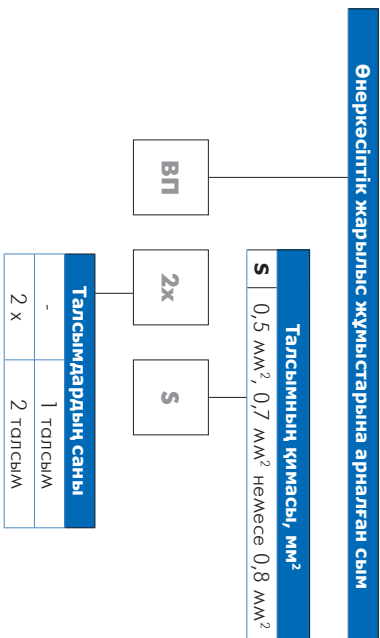 Өнеркәсіптік жарылыс жұмыстарына арналған сым
Талсымның қимасы, мм²
S 0,5 мм², 0,7 мм² немесе 0,8 мм²
ВП 2х S
Талсымдардың саны
- 1 талсым
2 х 2 талсым